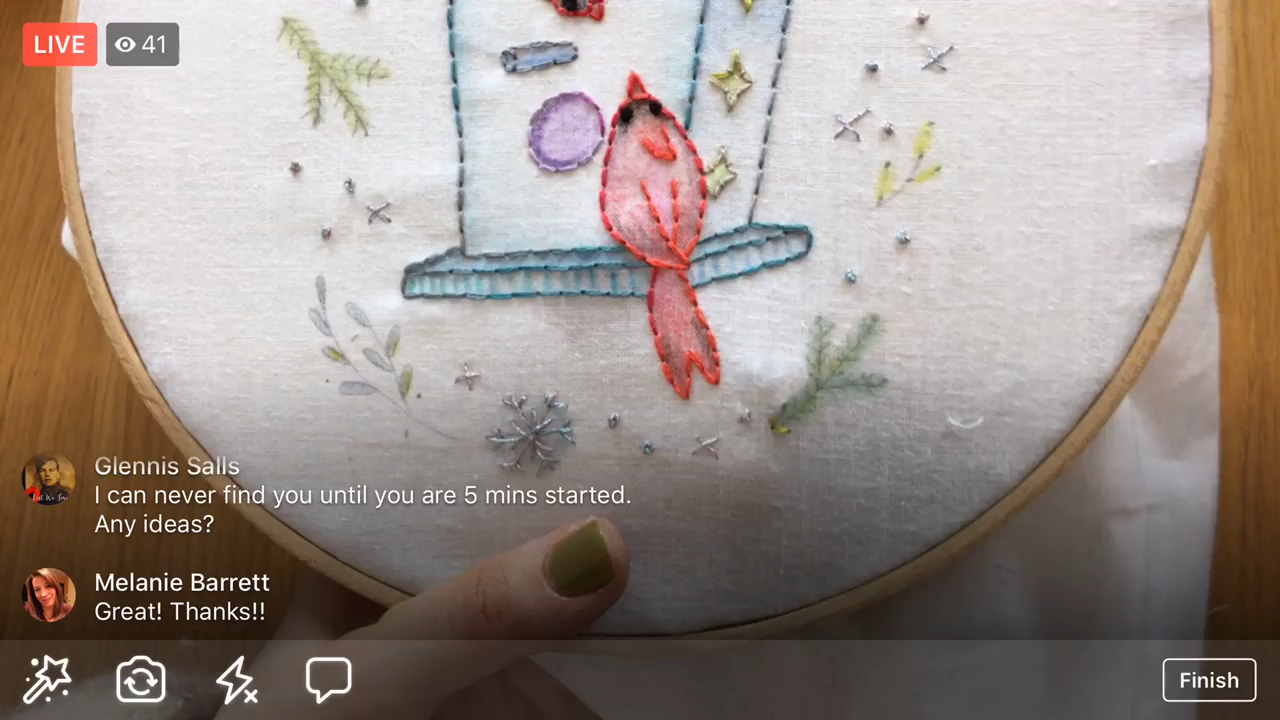 LIVE
41
Glennis Salls
I can never find you until you are 5 mins started.
Any ideas?
Melanie Barrett
Great! Thanks!!
Finish